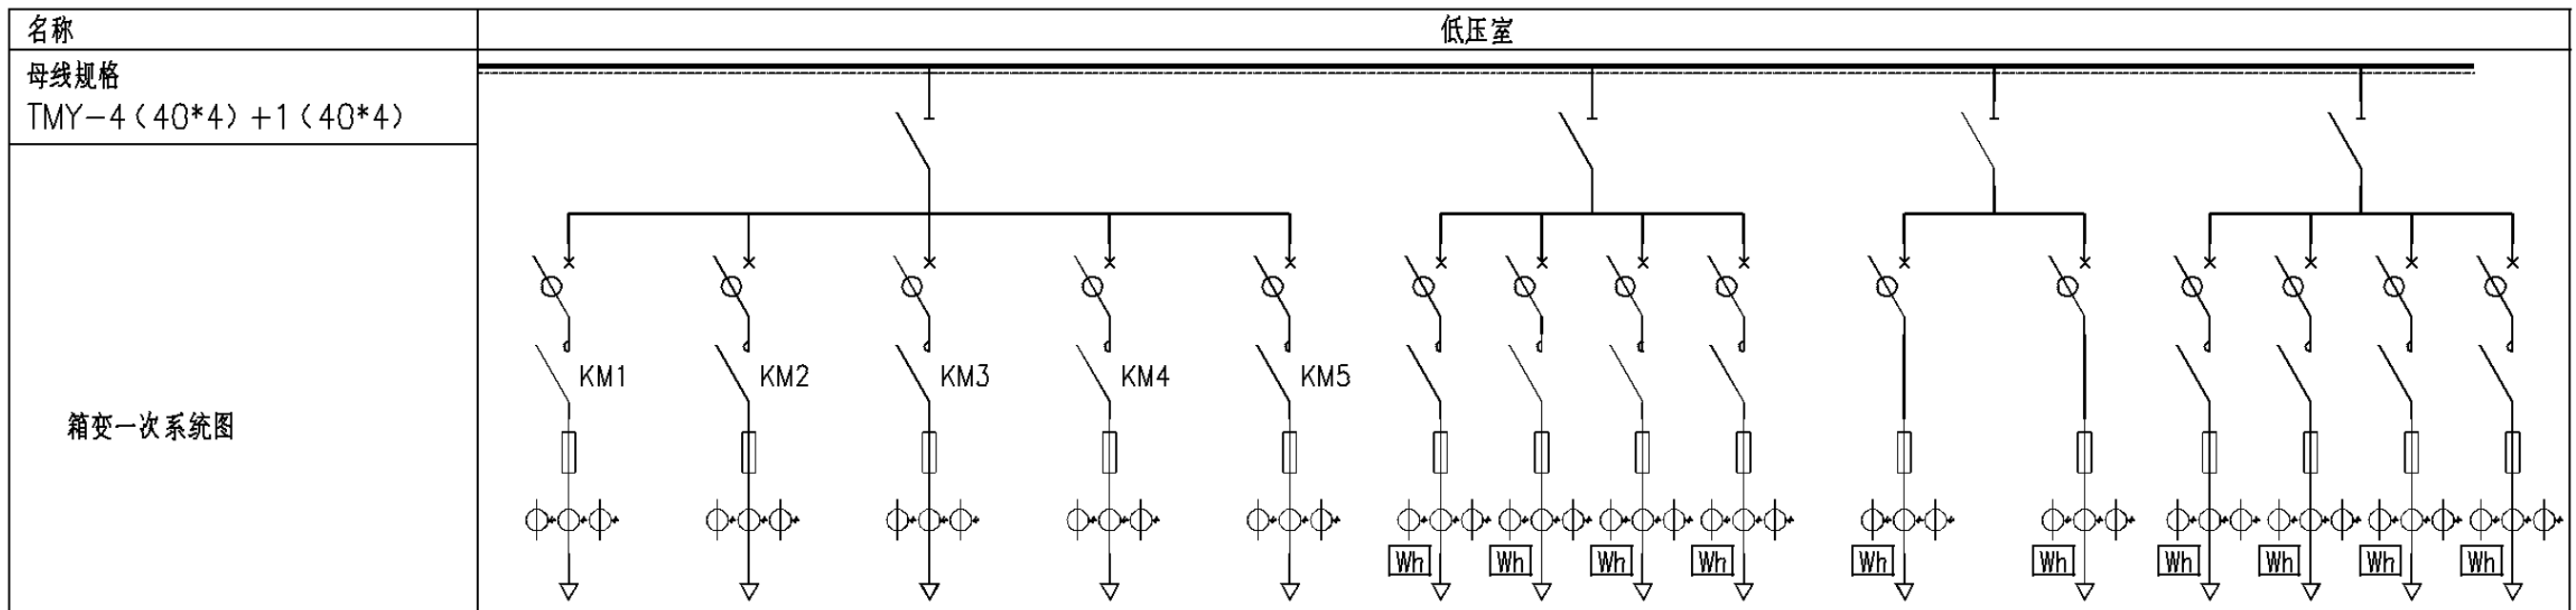 名称
低压室
母线规格
TMY-4(40*4)+1(40*4)
箱变一次系统图
KM1 KM2 KM3 KM4 KM5
Wh Wh Wh Wh Wh Wh Wh Wh Wh Wh